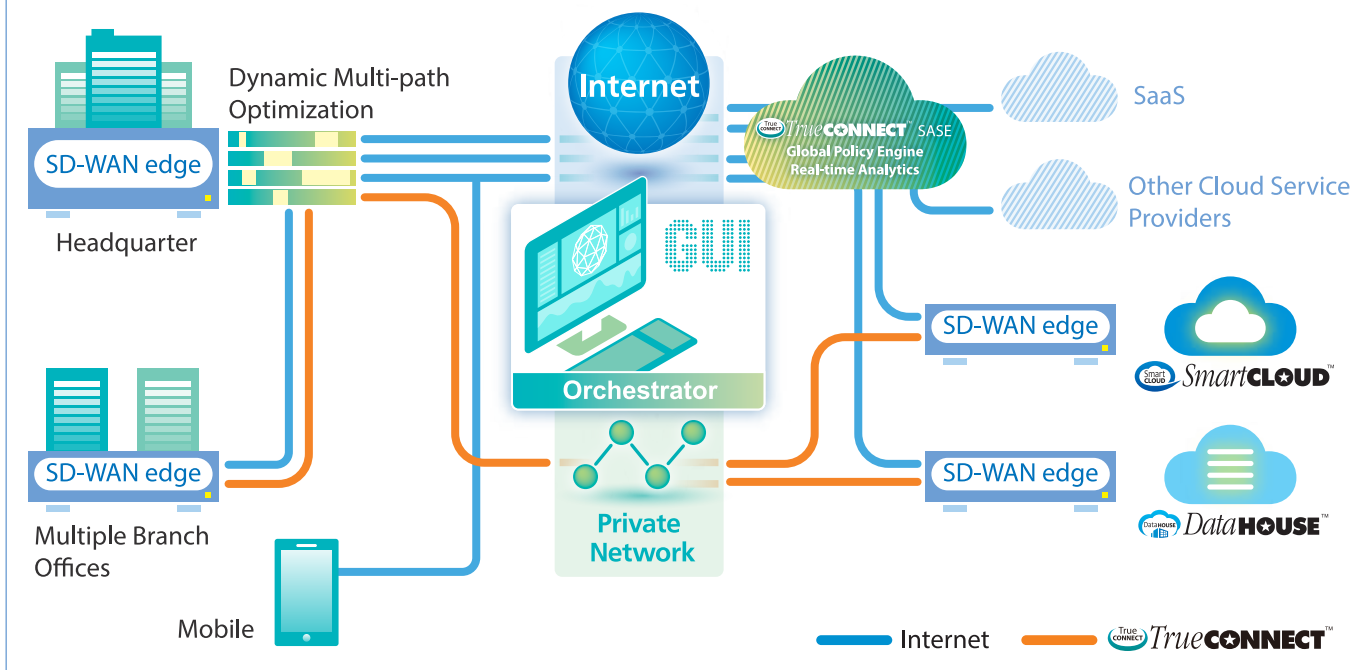 Dynamic Multi-path
Optimization
SD-WAN edge
Headquarter
Internet
True CONNECT TrueCONNECT™ SASE
Global Policy Engine
Real-time Analytics
SaaS
Other Cloud Service
Providers
GUI
Orchestrator
SD-WAN edge
Smart CLOUD SmartCLOUD™
SD-WAN edge
Multiple Branch
Offices
Private
Network
SD-WAN edge
DataHOUSE DataHOUSE™
Mobile
Internet
True CONNECT TrueCONNECT™